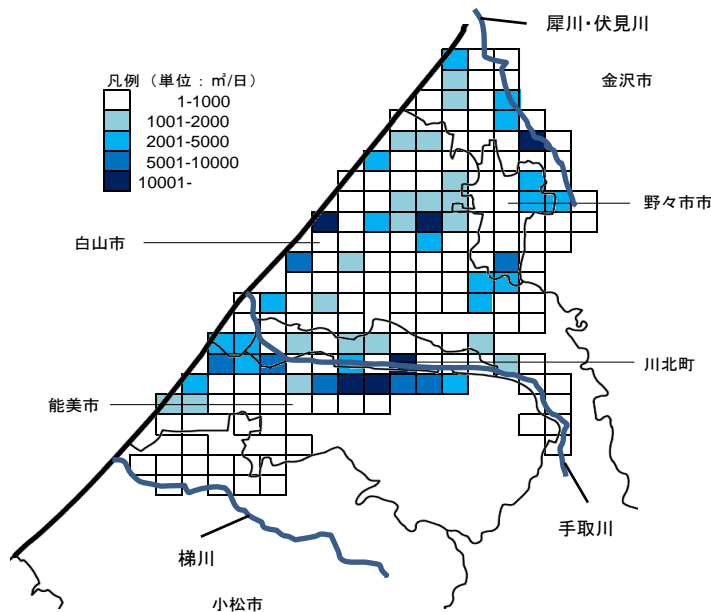 犀川・伏見川
凡例 (単位 : ㎥/日)
金沢市
1-1000
1001-2000
2001-5000
5001-10000
10001-
野々市市
白山市
川北町
能美市
手取川
梯川
小松市